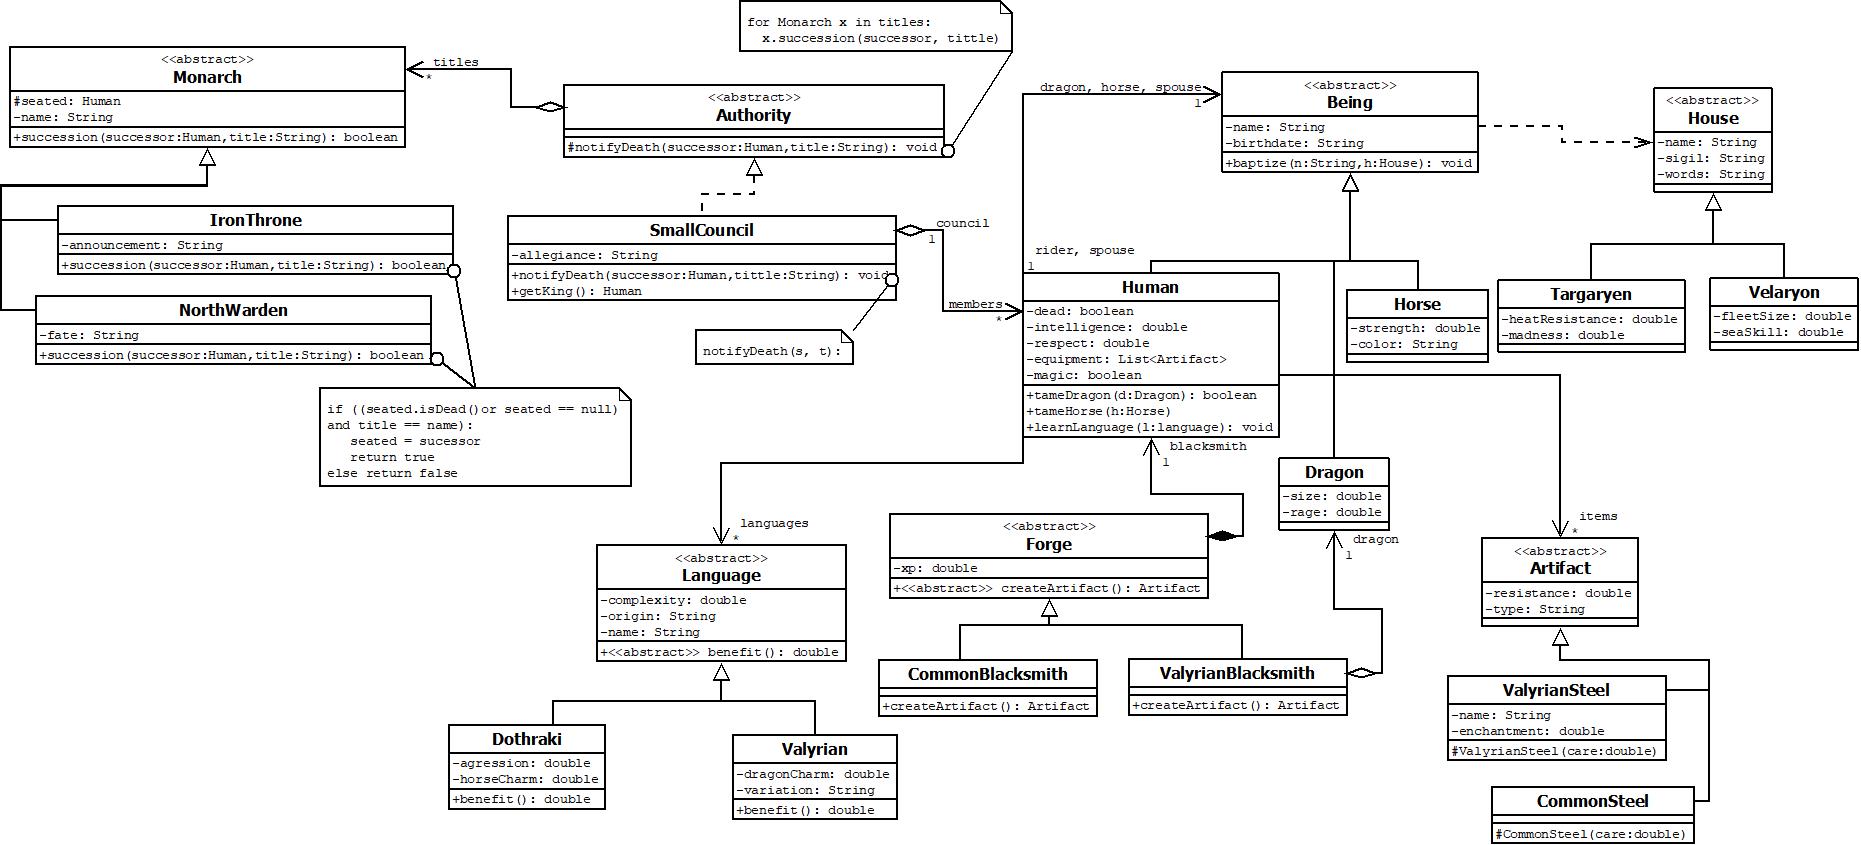 for Monarch x in titles:
x.succession(successor, tittle)
<<abstract>>
Monarch
#seated: Human
-name: String
+succession(successor:Human,title:String): boolean
titles
*
<<abstract>>
Authority
#notifyDeath(successor:Human,title:String): void
dragon, horse, spouse
1
<<abstract>>
Being
-name: String
-birthdate: String
+baptize(n:String,h:House): void
<<abstract>>
House
-name: String
-sigil: String
-words: String
IronThrone
-announcement: String
+succession(successor:Human,title:String): boolean
NorthWarden
-fate: String
+succession(successor:Human,title:String): boolean
if ((seated.isDead()or seated == null)
and title == name):
seated = sucessor
return true
else return false
SmallCouncil
-allegiance: String
+notifyDeath(successor:Human,tittle:String): void
+getKing(): Human
council
1
members
*
notifyDeath(s, t):
rider, spouse
1
Human
-dead: boolean
-intelligence: double
-respect: double
-equipment: List<Artifact>
-magic: boolean
+tameDragon(d:Dragon): boolean
+tameHorse(h:Horse)
+learnLanguage(l:language): void
Horse
-strength: double
-color: String
Targaryen
-heatResistance: double
-madness: double
Velaryon
-fleetSize: double
-seaSkill: double
blacksmith
1
Dragon
-size: double
-rage: double
dragon
1
items
*
languages
*
<<abstract>>
Language
-complexity: double
-origin: String
-name: String
+<<abstract>> benefit(): double
<<abstract>>
Forge
-xp: double
+<<abstract>> createArtifact(): Artifact
<<abstract>>
Artifact
-resistance: double
-type: String
CommonBlacksmith
+createArtifact(): Artifact
ValyrianBlacksmith
+createArtifact(): Artifact
ValyrianSteel
-name: String
-enchantment: double
#ValyrianSteel(care:double)
Dothraki
-agression: double
-horseCharm: double
+benefit(): double
Valyrian
-dragonCharm: double
-variation: String
+benefit(): double
CommonSteel
#CommonSteel(care:double)